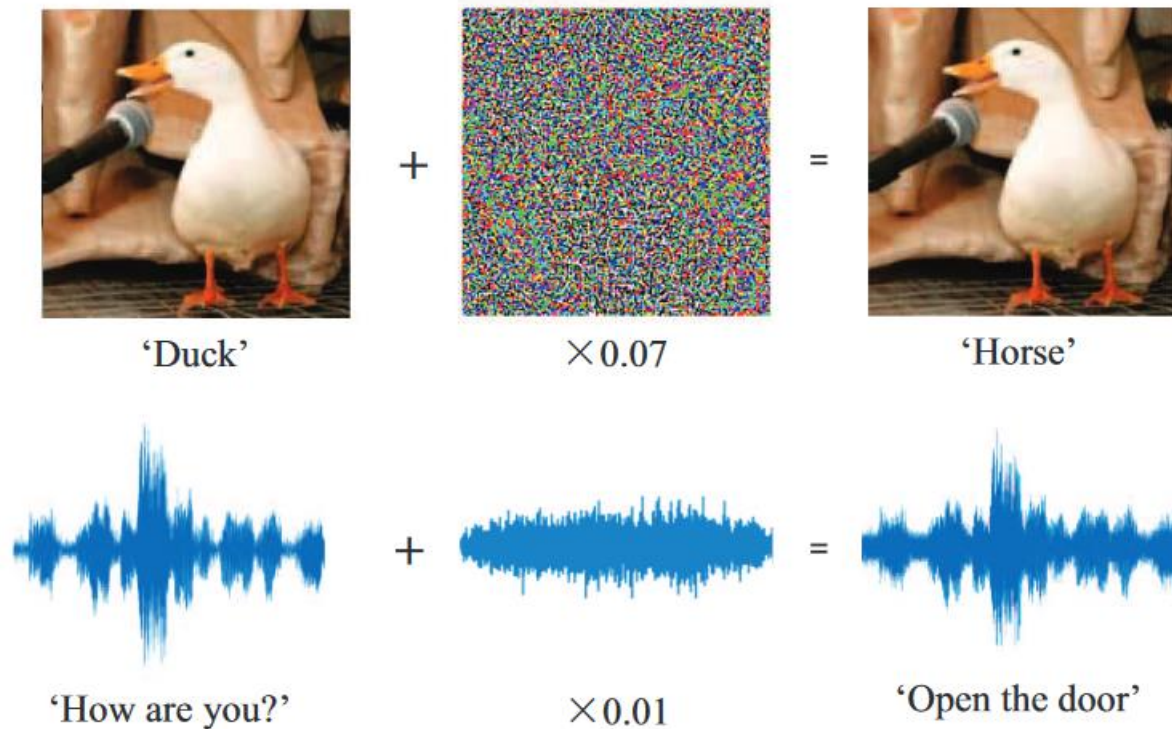 + =
‘Duck’ ×0.07 ‘Horse’
+ =
‘How are you?’ ×0.01 ‘Open the door’